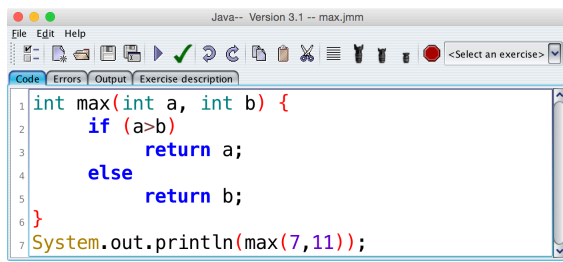 Java-- Version 3.1 -- max.jmm
File Edit Help
<Select an exercise>
Code Errors Output Exercise description
1 int max(int a, int b) {
2 if (a>b)
3 return a;
4 else
5 return b;
6 }
7 System.out.println(max(7,11));